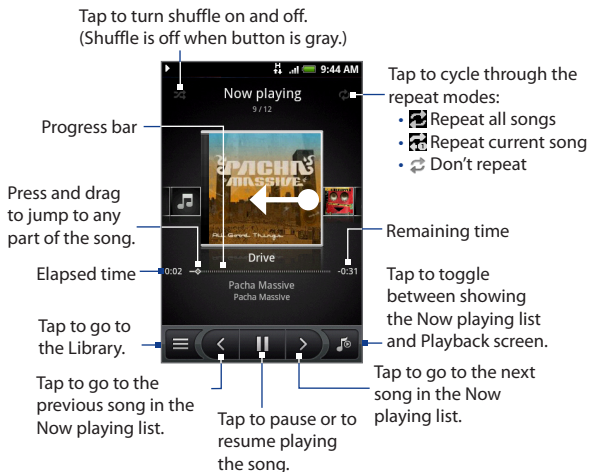 Tap to turn shuffle on and off.
(Shuffle is off when button is gray.)
H
9:44 AM
Now playing
9 / 12
Tap to cycle through the
repeat modes:
• Repeat all songs
• Repeat current song
• Don't repeat
Progress bar
PACHA
MASSIVE
All Good Things
Press and drag
to jump to any
part of the song.
Remaining time
Drive
Elapsed time
0:02
-0:31
Pacha Massive
Pacha Massive
Tap to toggle
between showing
the Now playing list
and Playback screen.
Tap to go to
the Library.
Tap to go to the
previous song in the
Now playing list.
Tap to pause or to
resume playing
the song.
Tap to go to the next
song in the Now
playing list.